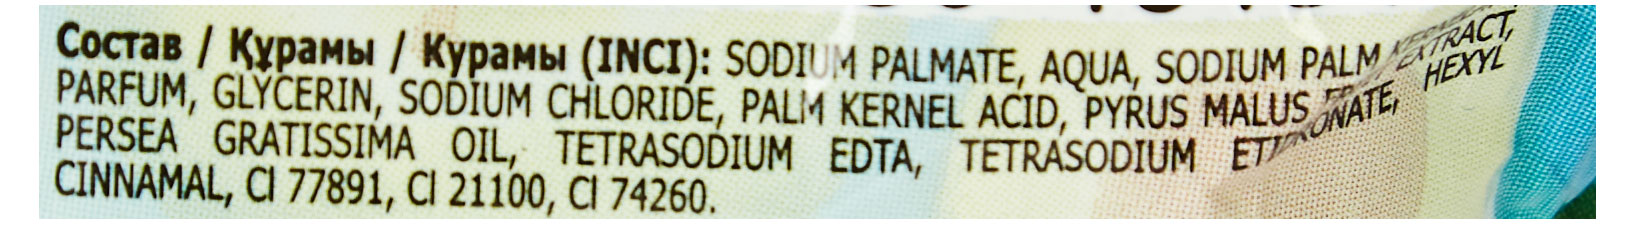 Состав / Құрамы / Курамы (INCI): SODIUM PALMATE, AQUA, SODIUM PALM
PARFUM, GLYCERIN, SODIUM CHLORIDE, PALM KERNEL ACID, PYRUS MALUS EXTRACT,
PERSEA GRATISSIMA OIL, TETRASODIUM EDTA, TETRASODIUM HEXYL
CINNAMAL, CI 77891, CI 21100, CI 74260.